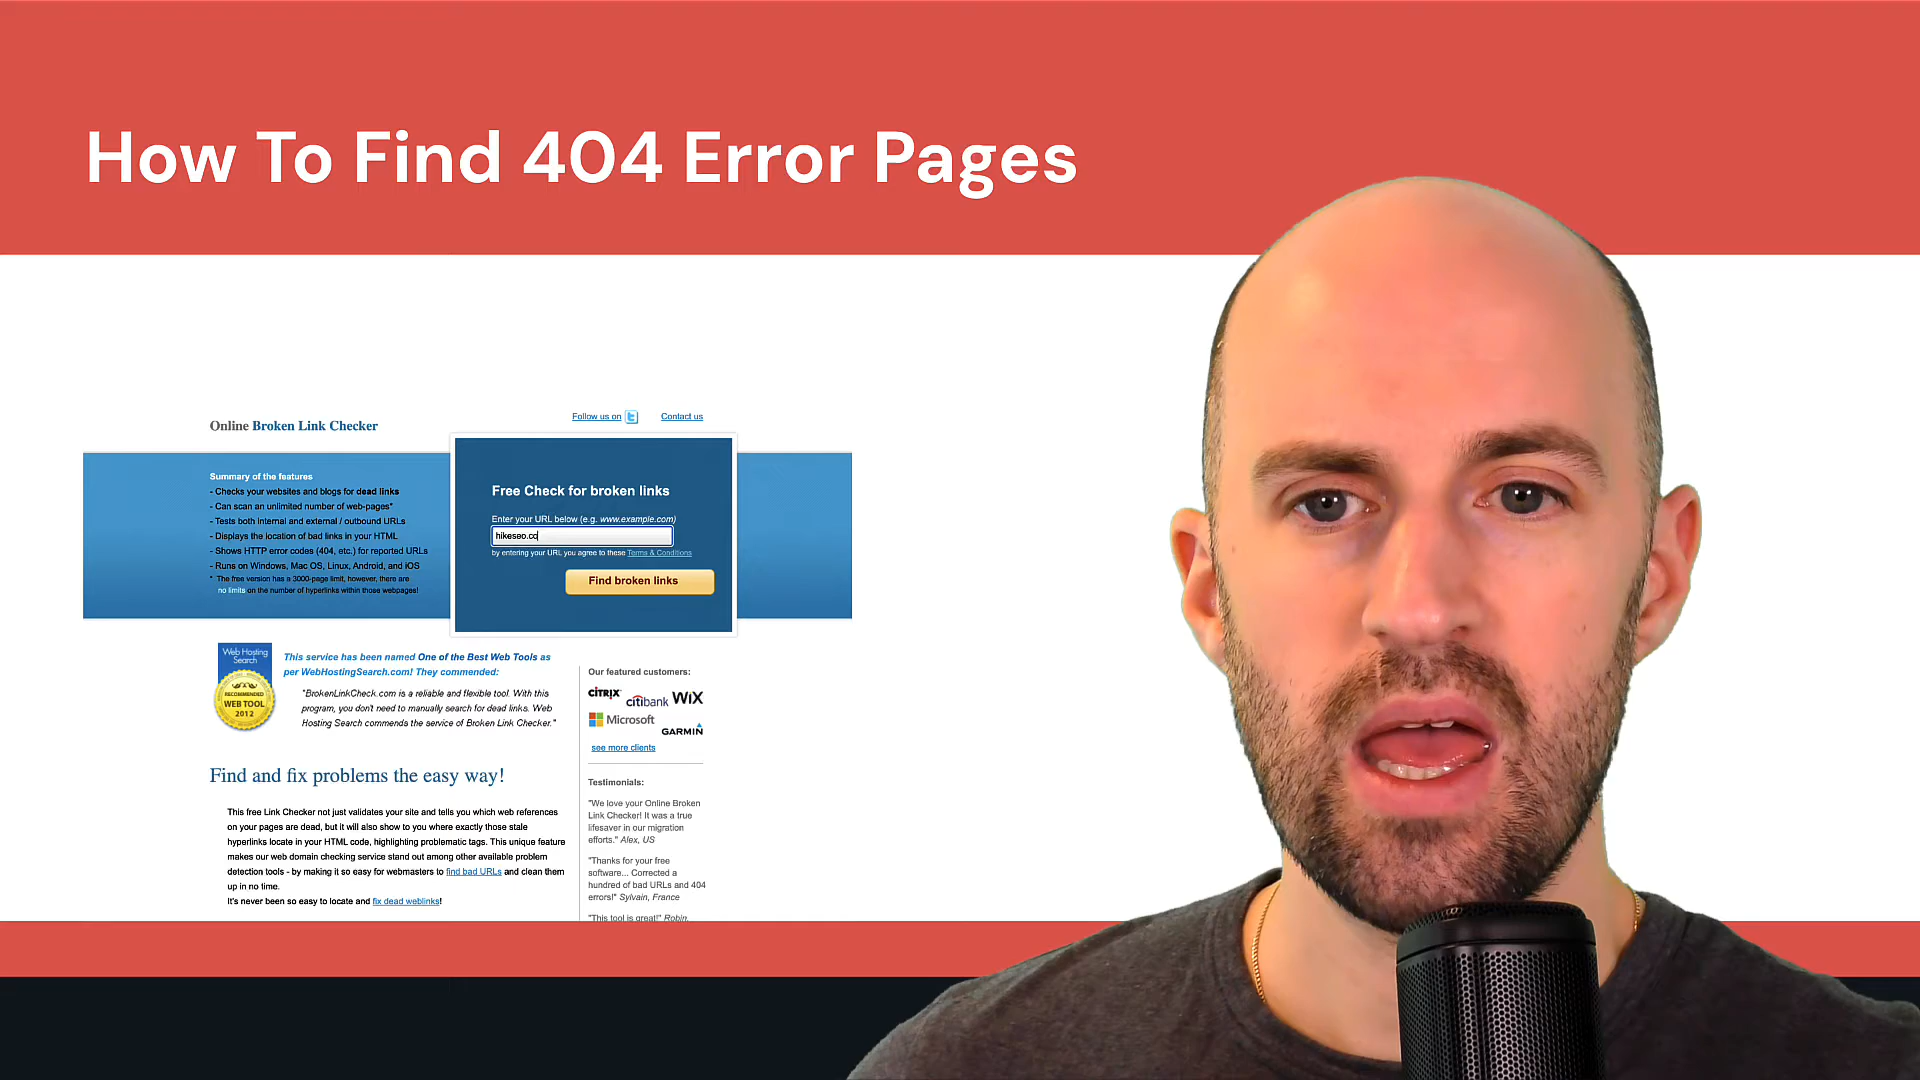 How To Find 404 Error Pages
Follow us on
Contact us
Online Broken Link Checker
Summary of the features
- Checks your websites and blogs for dead links
- Can scan an unlimited number of web-pages*
- Tests both internal and external / outbound URLs
- Displays the location of bad links in your HTML
- Shows HTTP error codes (404, etc.) for reported URLs
- Runs on Windows, Mac OS, Linux, Android, and iOS
* The free version has a 3000-page limit, however, there are
no limits on the number of hyperlinks within those webpages!
Free Check for broken links
Enter your URL below (e.g. www.example.com)
hikeseo.co
by entering your URL you agree to these Terms & Conditions
Find broken links
Web Hosting
Search
RECOMMENDED
WEB TOOL
2012
This service has been named One of the Best Web Tools as
per WebHostingSearch.com! They commended:
"BrokenLinkCheck.com is a reliable and flexible tool. With this
program, you don't need to manually search for dead links. Web
Hosting Search commends the service of Broken Link Checker."
Find and fix problems the easy way!
This free Link Checker not just validates your site and tells you which web references
on your pages are dead, but it will also show to you where exactly those stale
hyperlinks locate in your HTML code, highlighting problematic tags. This unique feature
makes our web domain checking service stand out among other available problem
detection tools - by making it so easy for webmasters to find bad URLs and clean them
up in no time.
It's never been so easy to locate and fix dead weblinks!
Our featured customers:
CITRIX
citibank
WiX
Microsoft
GARMIN
see more clients
Testimonials:
"We love your Online Broken
Link Checker! It was a true
lifesaver in our migration
efforts." Alex, US
"Thanks for your free
software... Corrected a
hundred of bad URLs and 404
errors!" Sylvain, France
"This tool is great!" Robin,